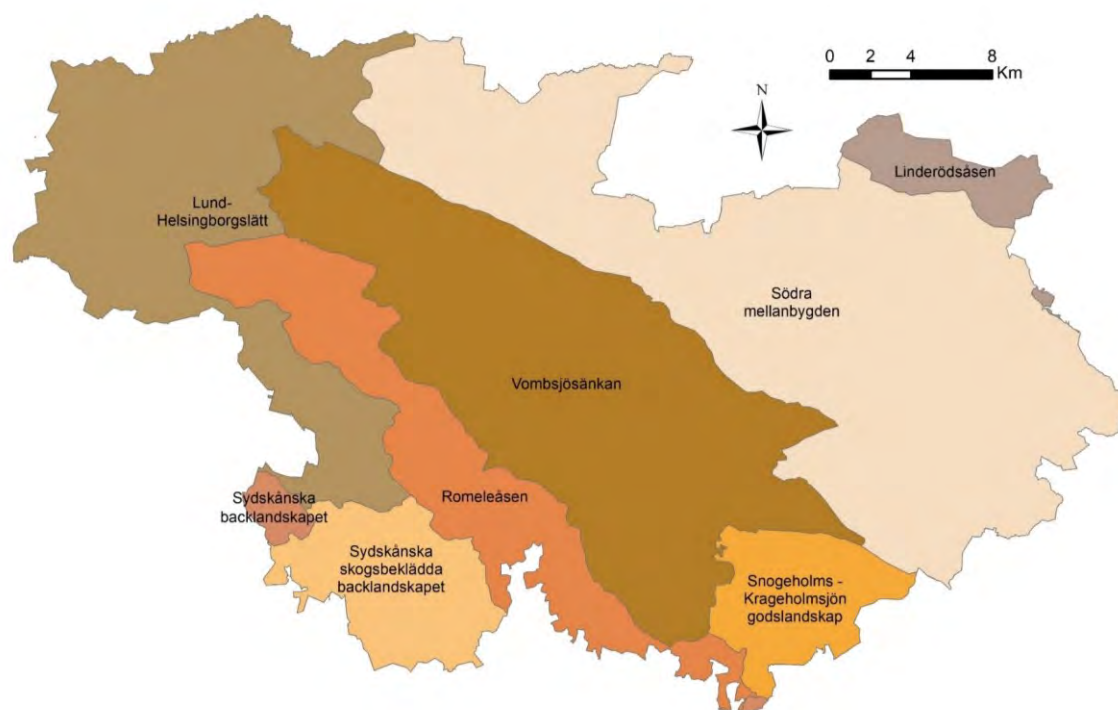 0 2 4 8
Km
N
Linderödsåsen
Lund-
Helsingborgslätt
Södra
mellanbygden
Vombsjösänkan
Sydskånska
backlandskapet
Romeleåsen
Sydskånska
skogsbeklädda
backlandskapet
Snogeholms -
Krageholmsjön
godslandskap